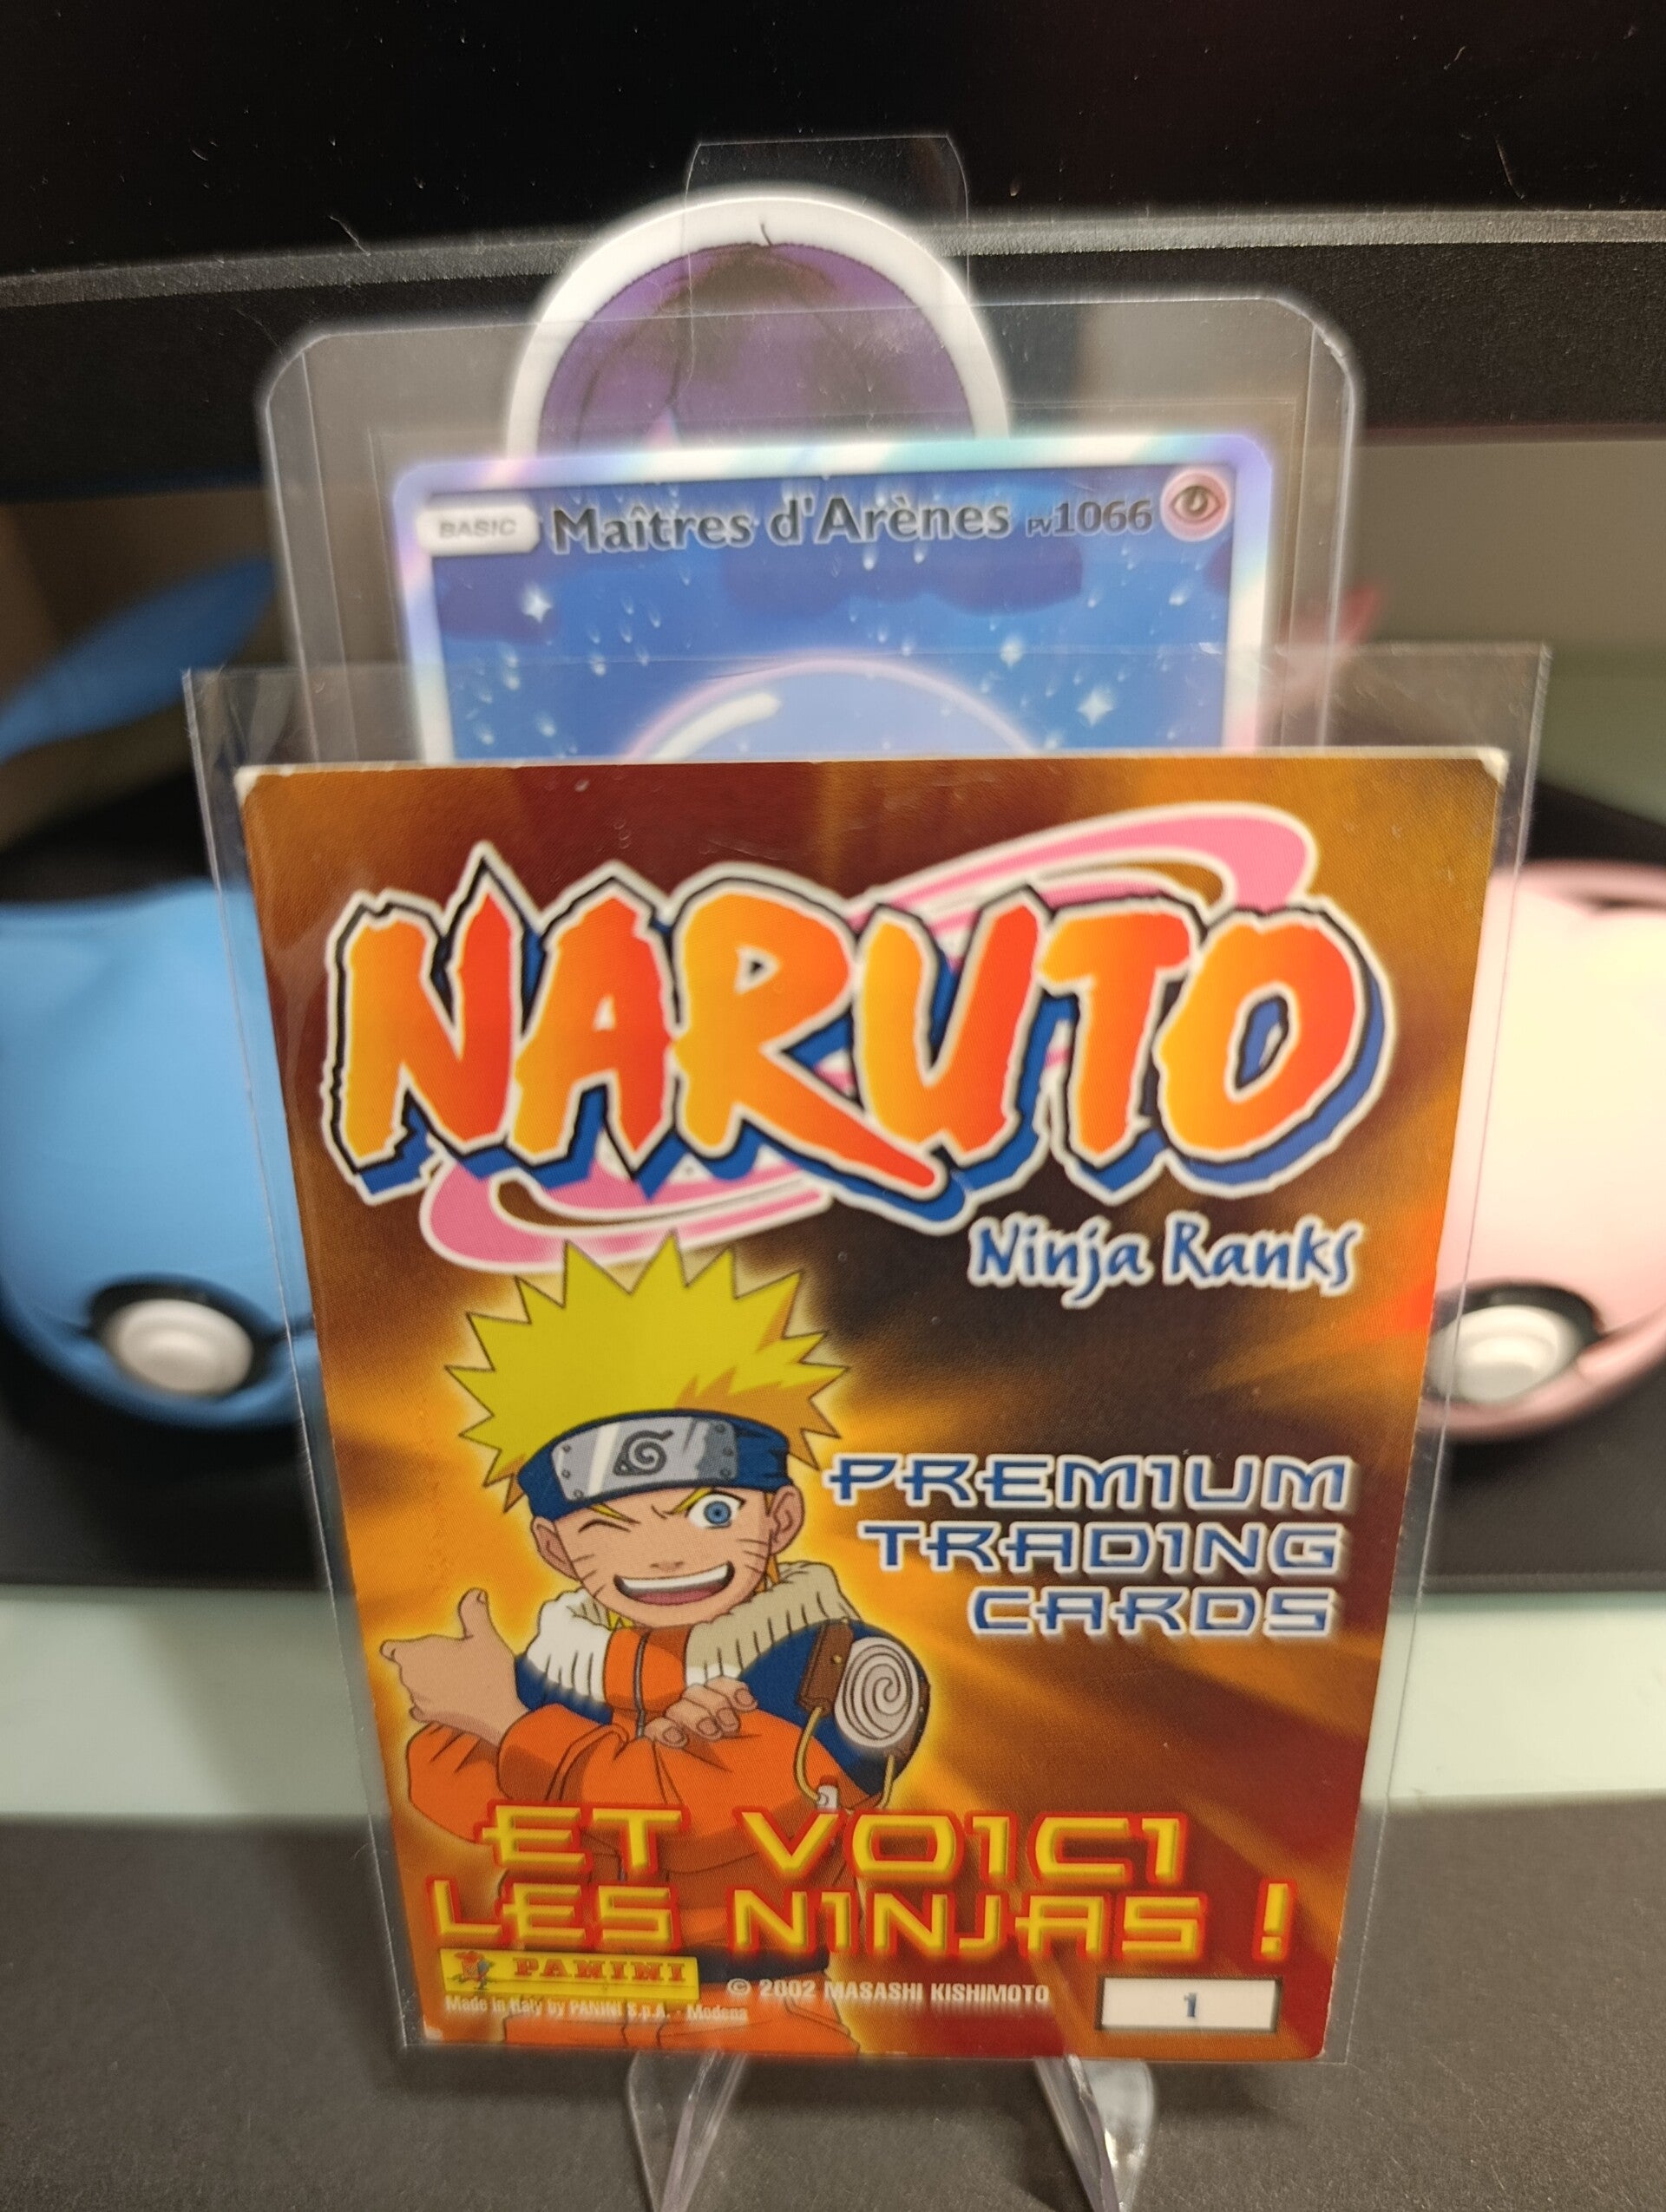 BASIC Maîtres d'Arènes PV1066
NARUTO
Ninja Ranks
PREMIUM
TRADING
CARDS
ET VOICI
LES NINJAS !
PANINI
© 2002 MASASHI KISHIMOTO
Made in Italy by PANINI S.p.A. - Modena
1